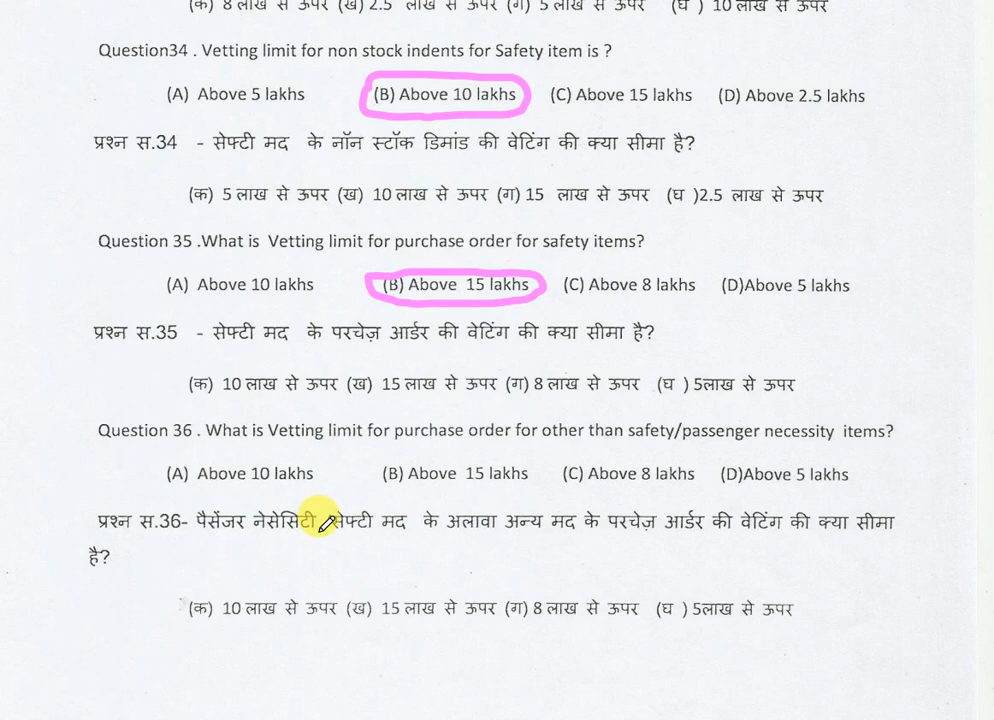 (क) 8 लाख से ऊपर (ख) 2.5 लाख से ऊपर (ग) 5 लाख से ऊपर (घ ) 10 लाख से ऊपर
Question34 . Vetting limit for non stock indents for Safety item is ?
(A) Above 5 lakhs (B) Above 10 lakhs (C) Above 15 lakhs (D) Above 2.5 lakhs
प्रश्न स.34 - सेफ्टी मद के नॉन स्टॉक डिमांड की वेटिंग की क्या सीमा है?
(क) 5 लाख से ऊपर (ख) 10 लाख से ऊपर (ग) 15 लाख से ऊपर (घ )2.5 लाख से ऊपर
Question 35 .What is Vetting limit for purchase order for safety items?
(A) Above 10 lakhs (B) Above 15 lakhs (C) Above 8 lakhs (D)Above 5 lakhs
प्रश्न स.35 - सेफ्टी मद के परचेज़ आर्डर की वेटिंग की क्या सीमा है?
(क) 10 लाख से ऊपर (ख) 15 लाख से ऊपर (ग) 8 लाख से ऊपर (घ ) 5लाख से ऊपर
Question 36 . What is Vetting limit for purchase order for other than safety/passenger necessity items?
(A) Above 10 lakhs (B) Above 15 lakhs (C) Above 8 lakhs (D)Above 5 lakhs
प्रश्न स.36- पैसेंजर नेसेसिटी सेफ्टी मद के अलावा अन्य मद के परचेज़ आर्डर की वेटिंग की क्या सीमा
है?
(क) 10 लाख से ऊपर (ख) 15 लाख से ऊपर (ग) 8 लाख से ऊपर (घ ) 5लाख से ऊपर